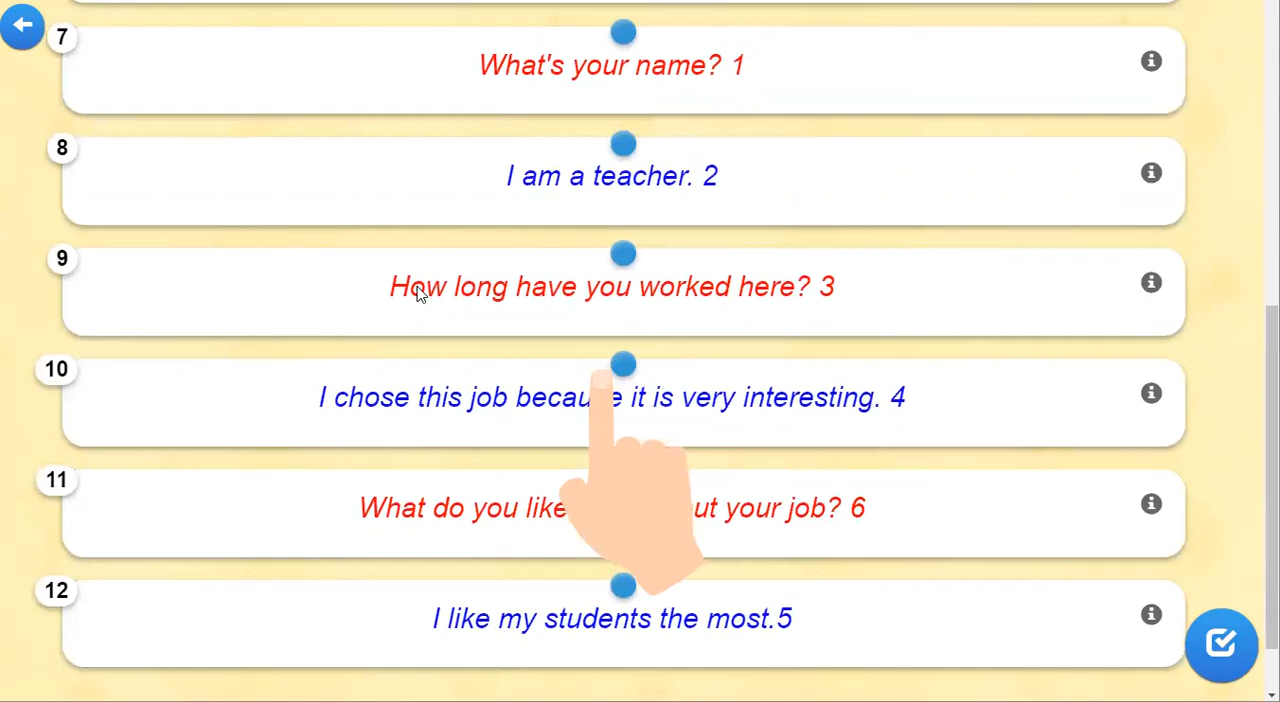 7
What's your name? 1
8
I am a teacher. 2
9
How long have you worked here? 3
10
I chose this job because it is very interesting. 4
11
What do you like ut your job? 6
12
I like my students the most.5